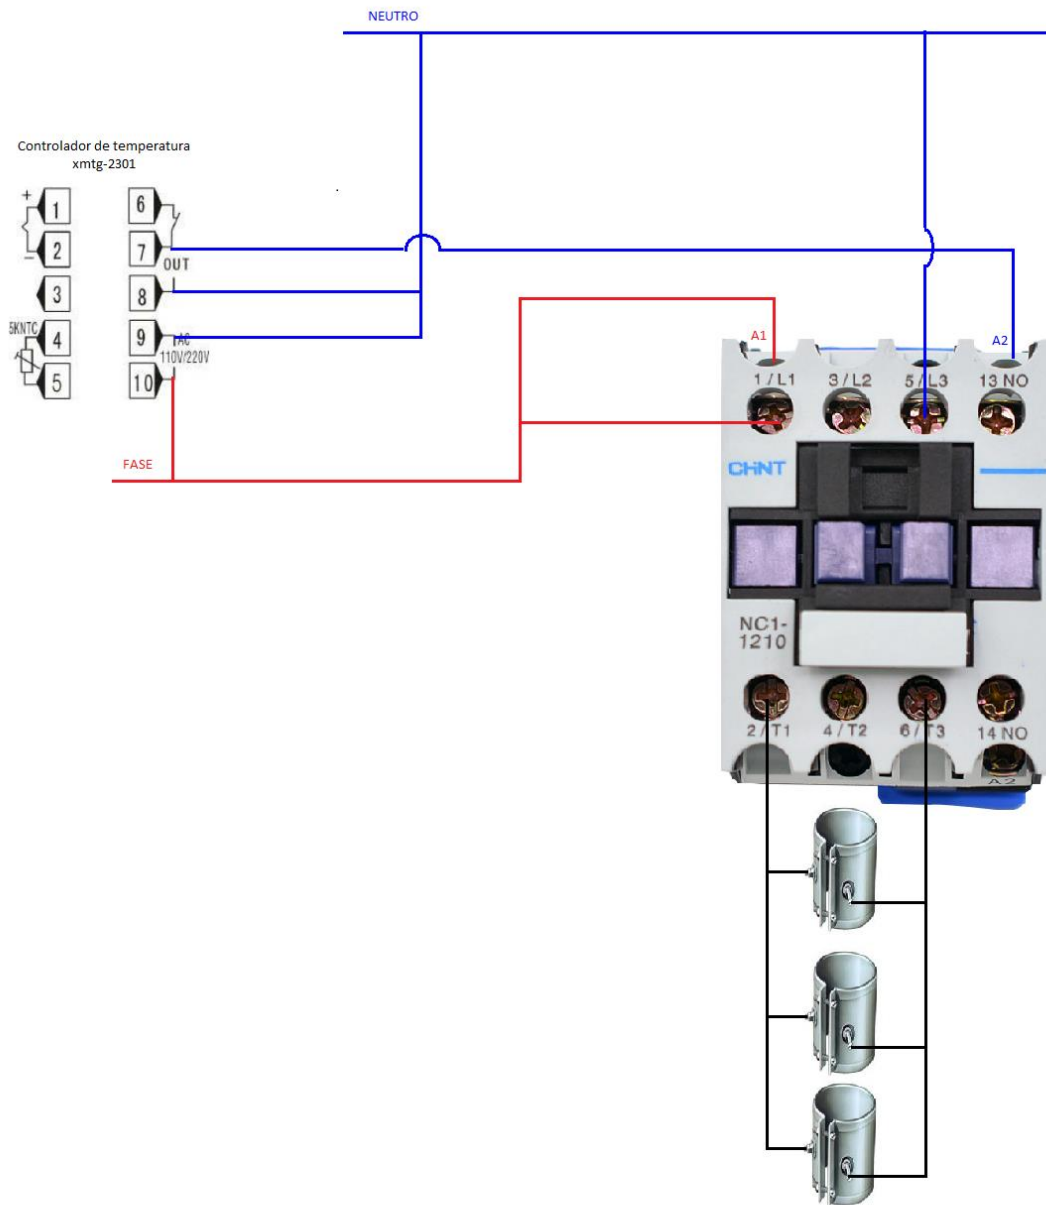 NEUTRO
Controlador de temperatura
xmtg-2301
+
1
6
2
7
-
OUT
3
8
5KNTC
4
9
AC
110V/220V
5
10
FASE
A1
A2
1 / L1
3 / L2
5 / L3
13 NO
CHNT
NC1-
1210
2 / T1
4 / T2
6 / T3
14 NO
A2